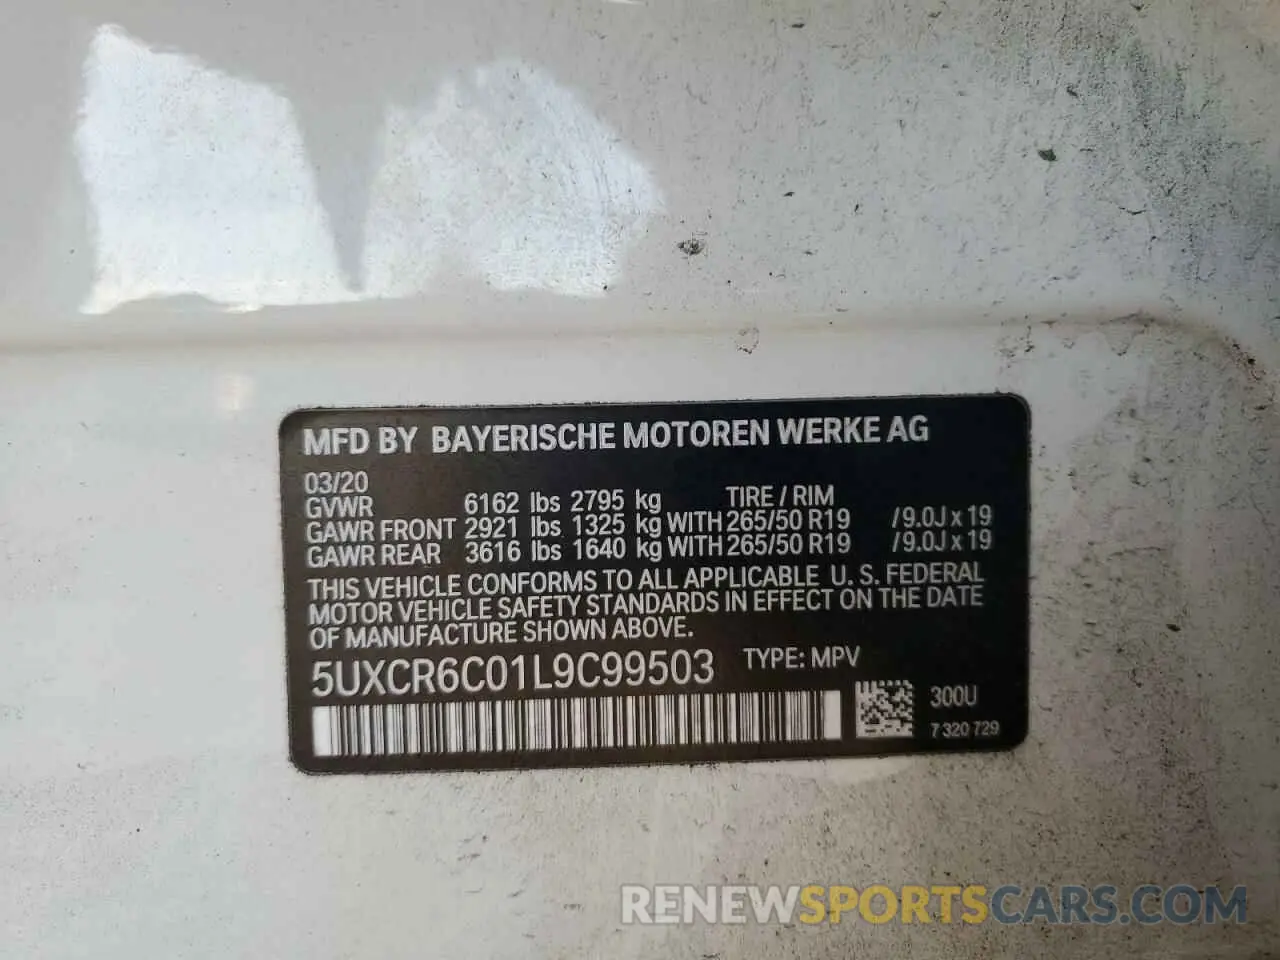 MFD BY BAYERISCHE MOTOREN WERKE AG
03/20
GVWR 6162 lbs 2795 kg TIRE / RIM
GAWR FRONT 2921 lbs 1325 kg WITH 265/50 R19 /9.0J x 19
GAWR REAR 3616 lbs 1640 kg WITH 265/50 R19 /9.0J x 19
THIS VEHICLE CONFORMS TO ALL APPLICABLE U. S. FEDERAL
MOTOR VEHICLE SAFETY STANDARDS IN EFFECT ON THE DATE
OF MANUFACTURE SHOWN ABOVE.
5UXCR6C01L9C99503 TYPE: MPV
300U
7 320 729
RENEWSPORTSCARS.COM